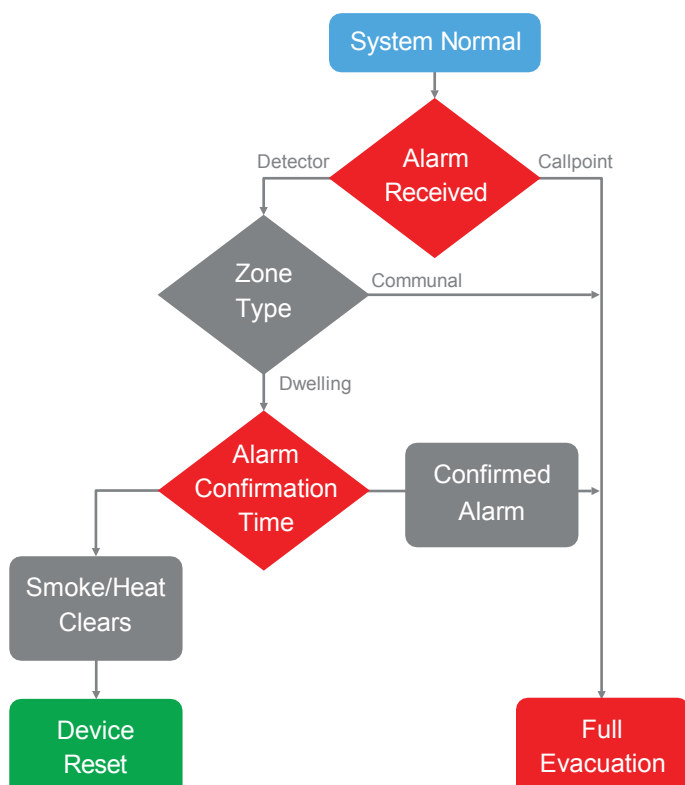 System Normal
Alarm
Received
Detector
Callpoint
Zone
Type
Communal
Dwelling
Alarm
Confirmation
Time
Confirmed
Alarm
Smoke/Heat
Clears
Device
Reset
Full
Evacuation